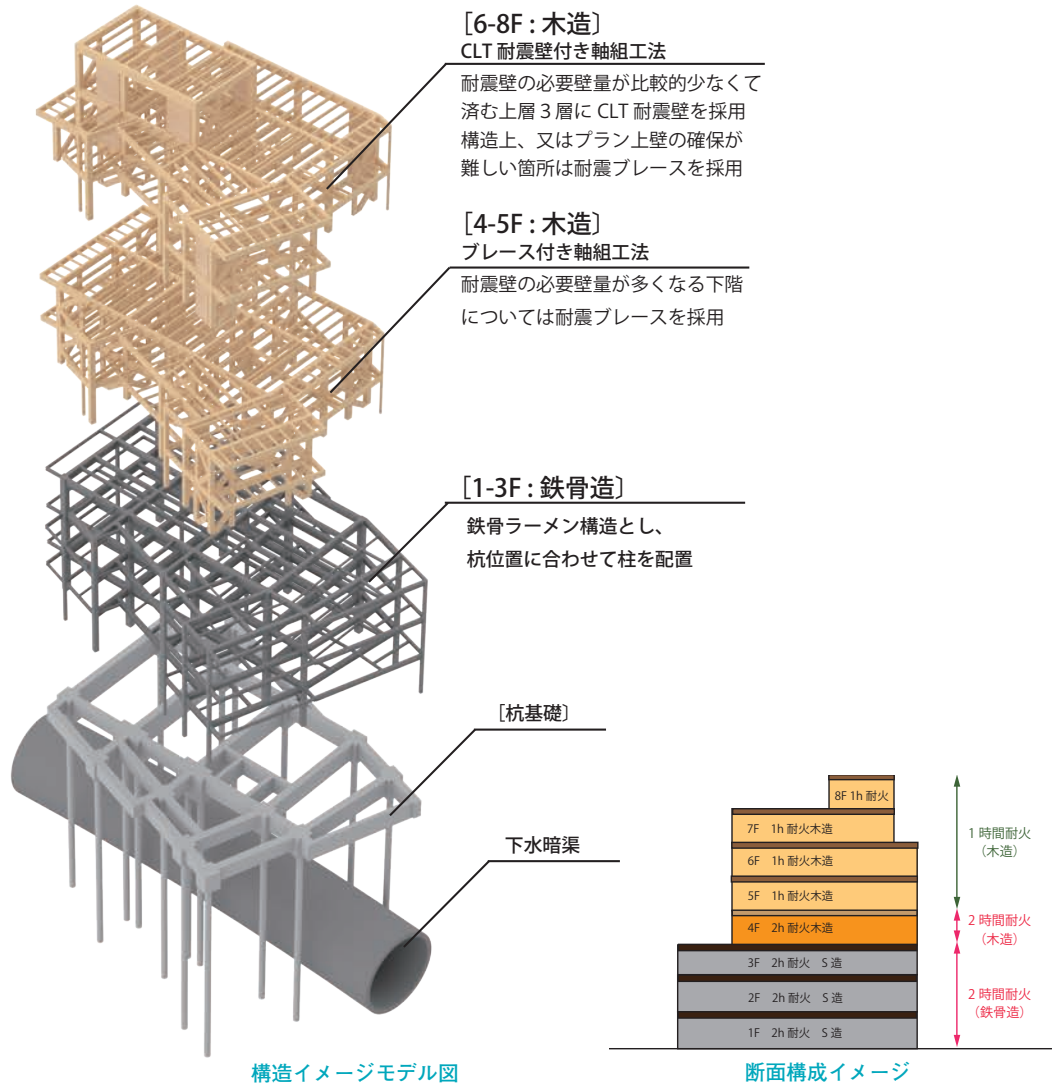 ［6-8F : 木造］
CLT 耐震壁付き軸組工法
耐震壁の必要壁量が比較的少なくて
済む上層 3 層に CLT 耐震壁を採用
構造上、又はプラン上壁の確保が
難しい箇所は耐震ブレースを採用
［4-5F : 木造］
ブレース付き軸組工法
耐震壁の必要壁量が多くなる下階
については耐震ブレースを採用
［1-3F : 鉄骨造］
鉄骨ラーメン構造とし、
杭位置に合わせて柱を配置
［杭基礎］
下水暗渠
構造イメージモデル図
8F 1h 耐火
7F 1h 耐火木造
6F 1h 耐火木造
5F 1h 耐火木造
4F 2h 耐火木造
3F 2h 耐火 S 造
2F 2h 耐火 S 造
1F 2h 耐火 S 造
1 時間耐火
（木造）
2 時間耐火
（木造）
2 時間耐火
（鉄骨造）
断面構成イメージ